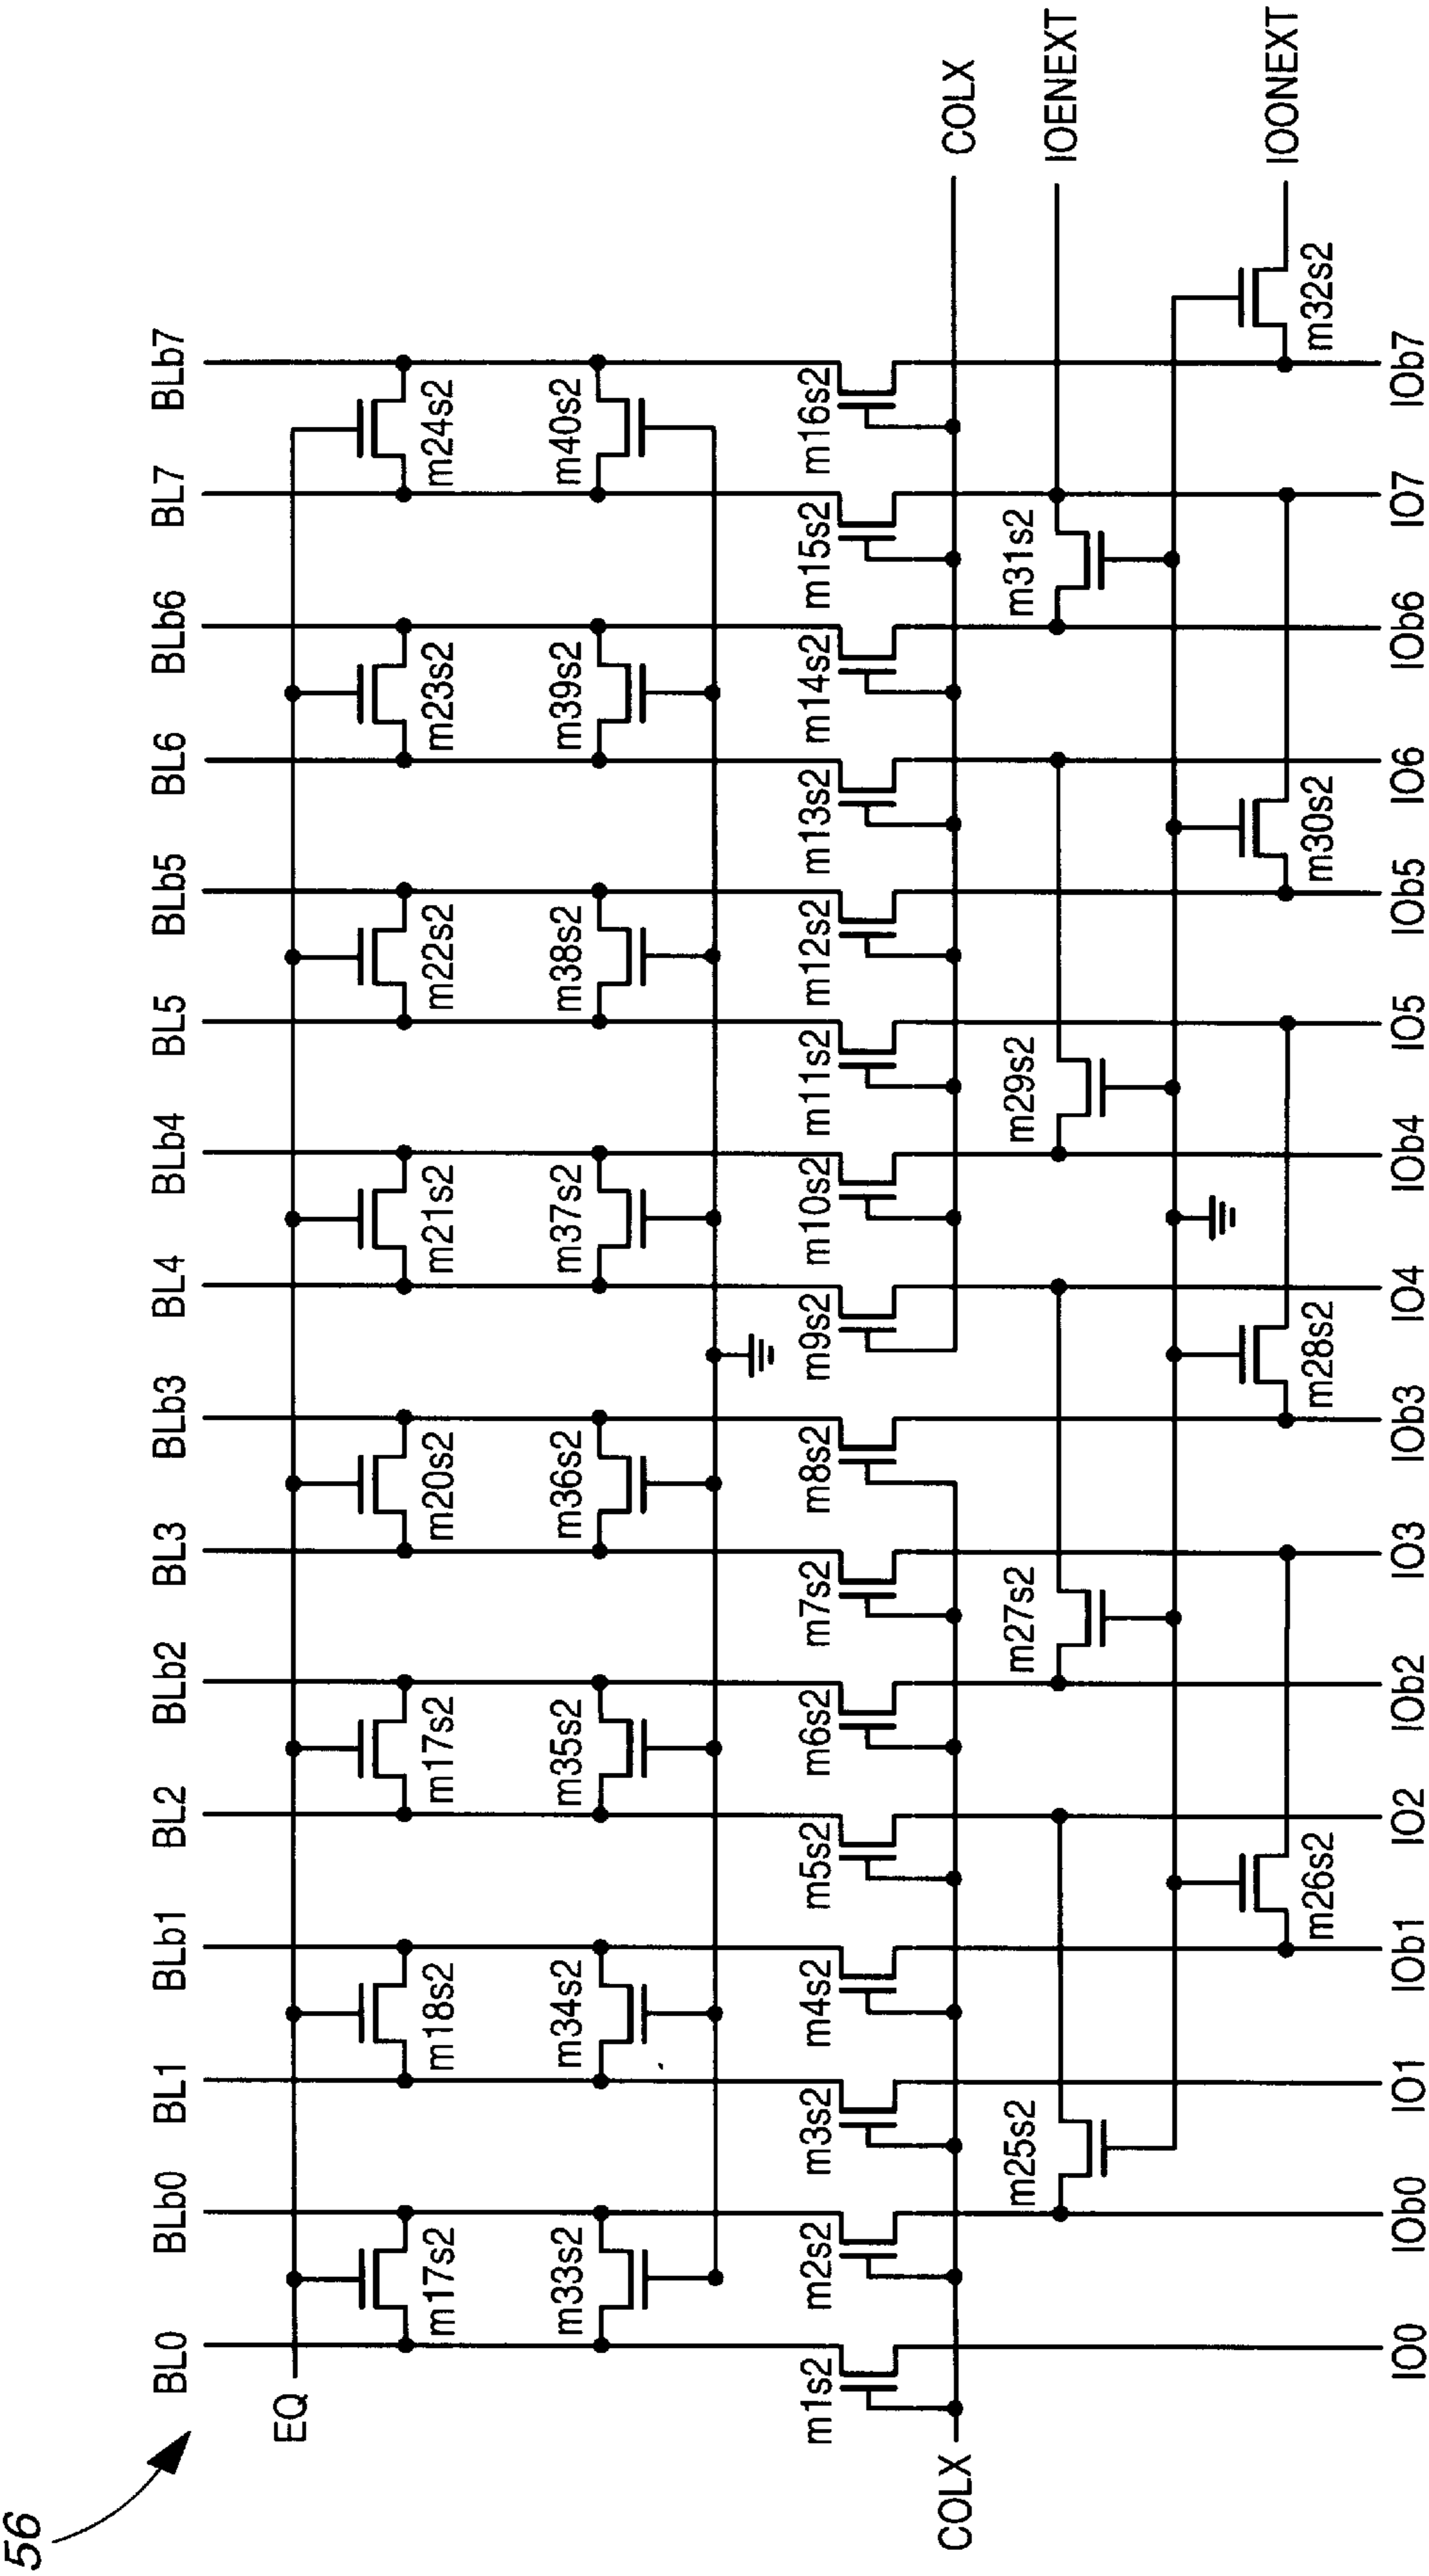 56
BL0 BLb0 BL1 BLb1 BL2 BLb2 BL3 BLb3 BL4 BLb4 BL5 BLb5 BL6 BLb6 BL7 BLb7
EQ
m17s2 m18s2 m17s2 m20s2 m21s2 m22s2 m23s2 m24s2
m33s2 m34s2 m35s2 m36s2 m37s2 m38s2 m39s2 m40s2
m1s2 m2s2 m3s2 m4s2 m5s2 m6s2 m7s2 m8s2 m9s2 m10s2 m11s2 m12s2 m13s2 m14s2 m15s2 m16s2
COLX COLX
m25s2 m27s2 m29s2 m31s2 IOENEXT
m26s2 m28s2 m30s2 m32s2 IOONEXT
IO0 IOb0 IO1 IOb1 IO2 IOb2 IO3 IOb3 IO4 IOb4 IO5 IOb5 IO6 IOb6 IO7 IOb7